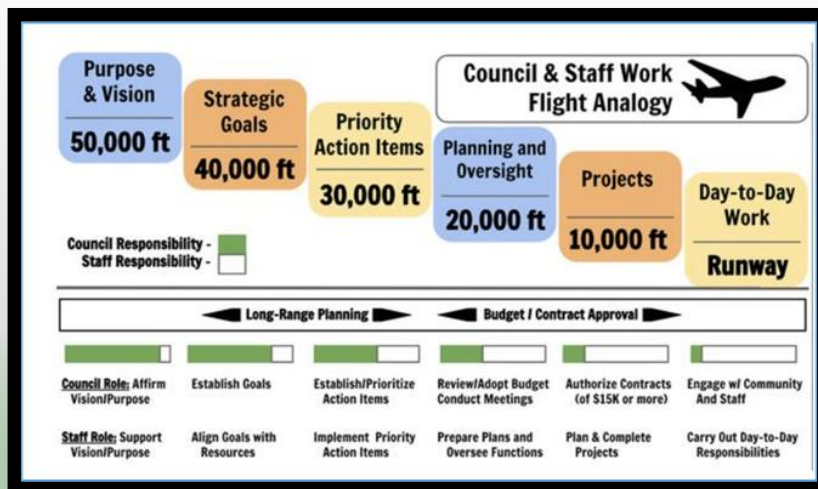 Purpose
& Vision
50,000 ft
Strategic
Goals
40,000 ft
Priority
Action Items
30,000 ft
Council & Staff Work
Flight Analogy
Planning and
Oversight
20,000 ft
Projects
10,000 ft
Day-to-Day
Work
Runway
Council Responsibility -
Staff Responsibility -
Long-Range Planning
Budget / Contract Approval
Council Role: Affirm
Vision/Purpose
Establish Goals
Establish/Prioritize
Action Items
Review/Adopt Budget
Conduct Meetings
Authorize Contracts
(of $15K or more)
Engage w/ Community
And Staff
Staff Role: Support
Vision/Purpose
Align Goals with
Resources
Implement Priority
Action Items
Prepare Plans and
Oversee Functions
Plan & Complete
Projects
Carry Out Day-to-Day
Responsibilities